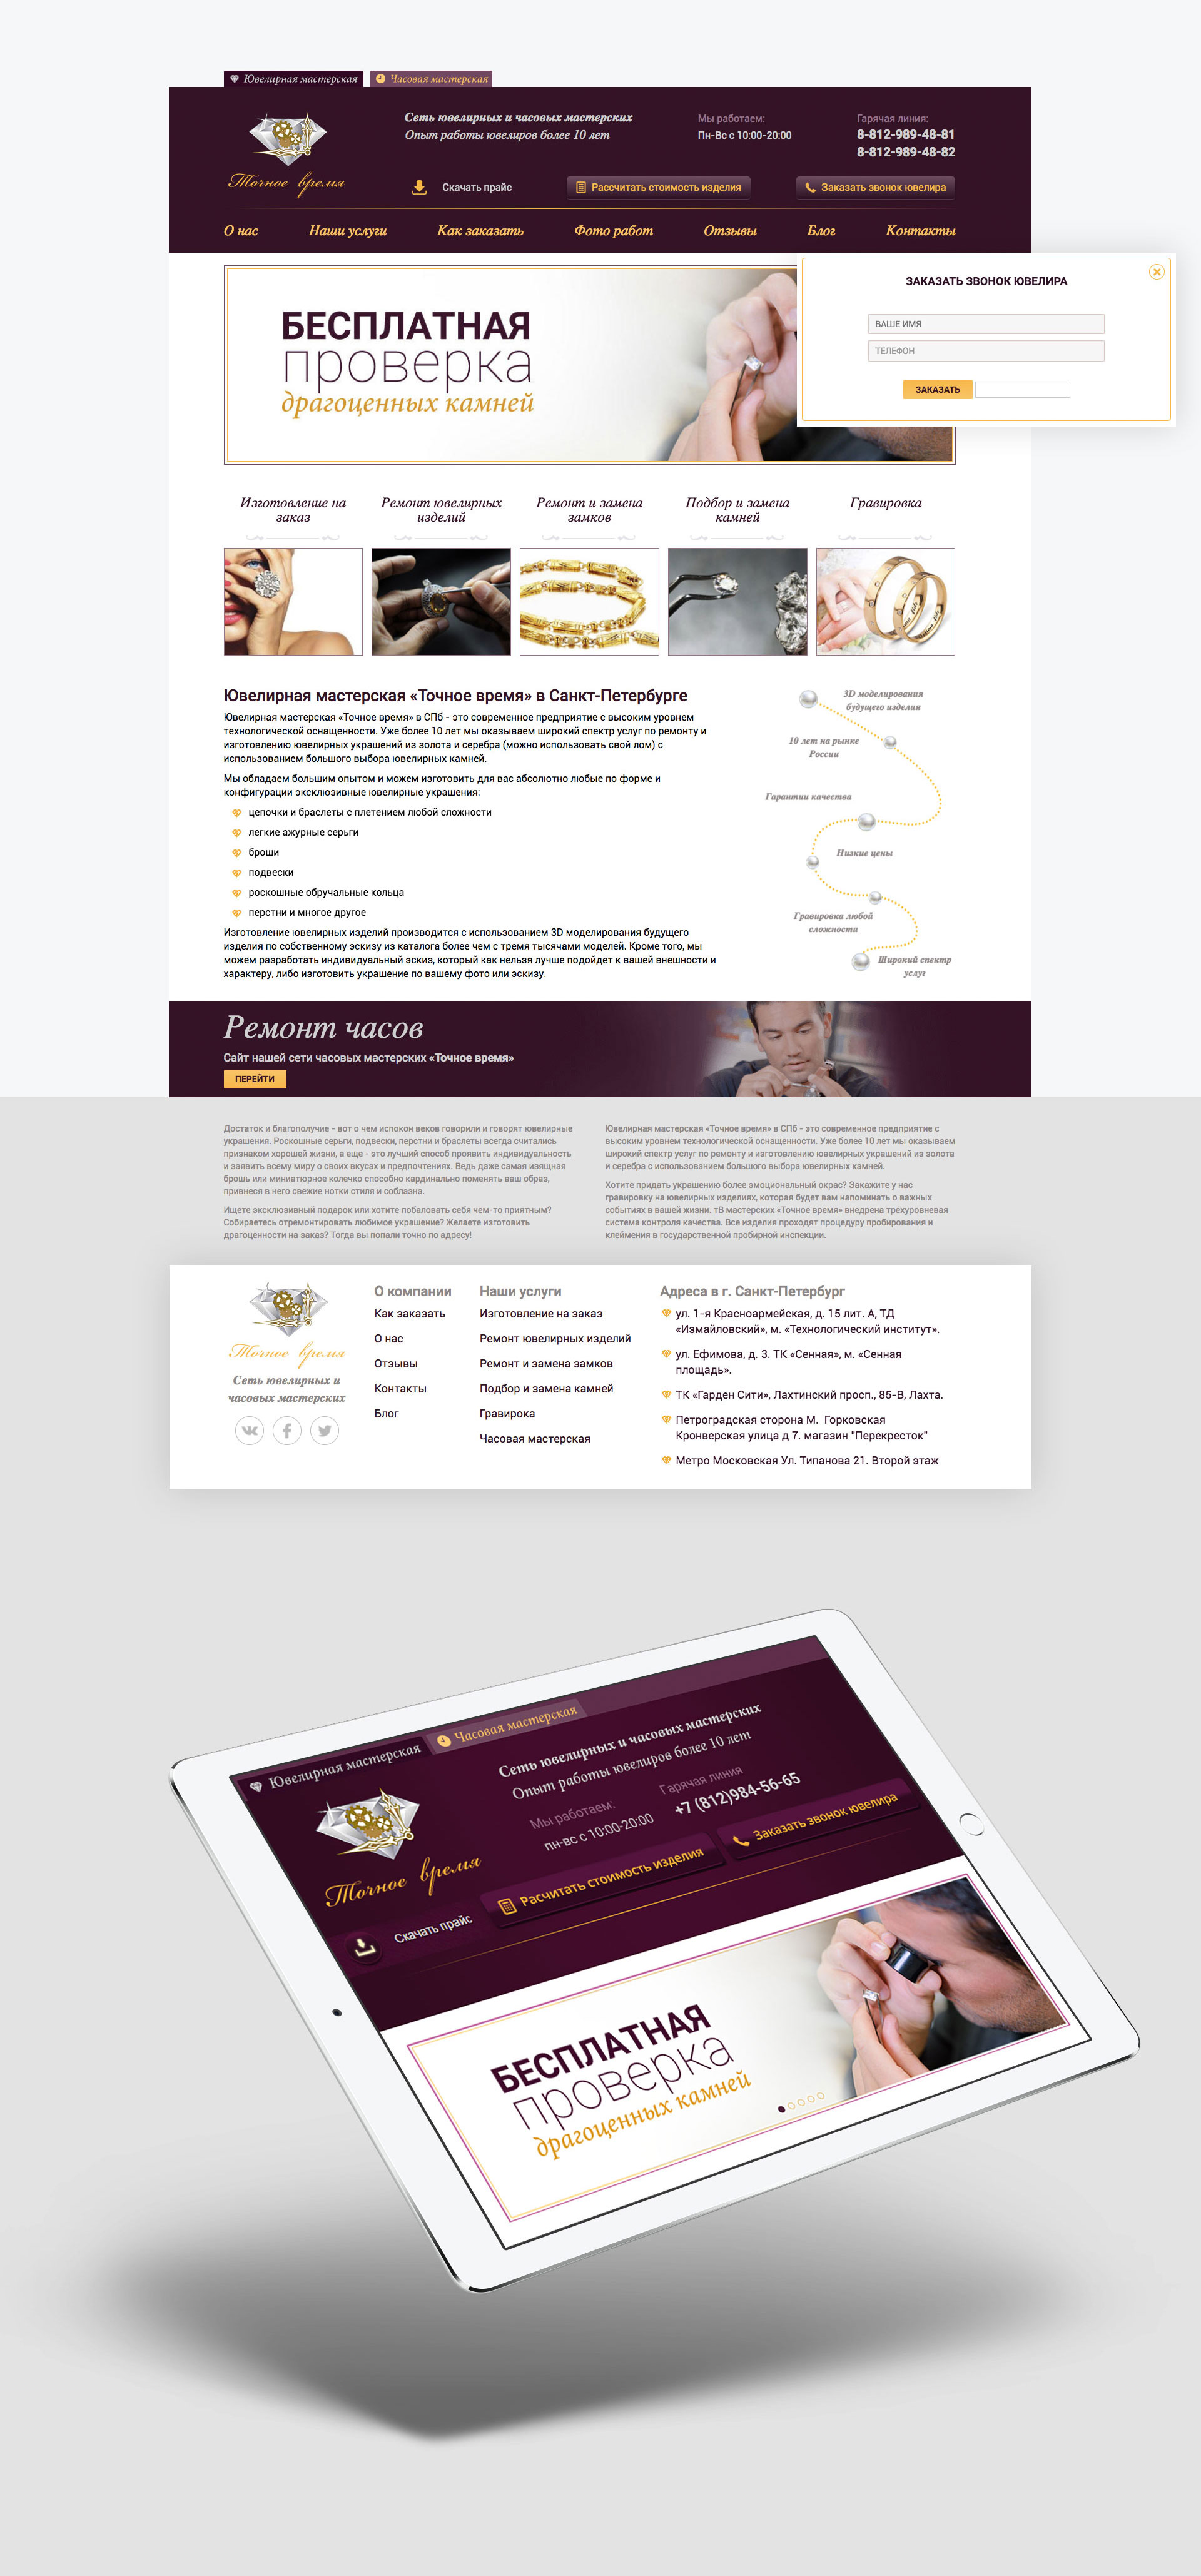 Ювелирная мастерская
Часовая мастерская
Точное время
Сеть ювелирных и часовых мастерских
Опыт работы ювелиров более 10 лет
Мы работаем:
Пн-Вс с 10:00-20:00
Гарячая линия:
8-812-989-48-81
8-812-989-48-82
Скачать прайс
Рассчитать стоимость изделия
Заказать звонок ювелира
О нас
Наши услуги
Как заказать
Фото работ
Отзывы
Блог
Контакты
БЕСПЛАТНАЯ
проверка
драгоценных камней
ЗАКАЗАТЬ ЗВОНОК ЮВЕЛИРА
ВАШЕ ИМЯ
ТЕЛЕФОН
ЗАКАЗАТЬ
Изготовление на
заказ
Ремонт ювелирных
изделий
Ремонт и замена
замков
Подбор и замена
камней
Гравировка
Ювелирная мастерская «Точное время» в Санкт-Петербурге
Ювелирная мастерская «Точное время» в СПб - это современное предприятие с высоким уровнем
технологической оснащенности. Уже более 10 лет мы оказываем широкий спектр услуг по ремонту и
изготовлению ювелирных украшений из золота и серебра (можно использовать свой лом) с
использованием большого выбора ювелирных камней.
Мы обладаем большим опытом и можем изготовить для вас абсолютно любые по форме и
конфигурации эксклюзивные ювелирные украшения:
цепочки и браслеты с плетением любой сложности
легкие ажурные серьги
броши
подвески
роскошные обручальные кольца
перстни и многое другое
Изготовление ювелирных изделий производится с использованием 3D моделирования будущего
изделия по собственному эскизу из каталога более чем с тремя тысячами моделей. Кроме того, мы
можем разработать индивидуальный эскиз, который как нельзя лучше подойдет к вашей внешности и
характеру, либо изготовить украшение по вашему фото или эскизу.
3D моделирования
будущего изделия
10 лет на рынке
России
Гарантии качества
Низкие цены
Гравировка любой
сложности
Широкий спектр
услуг
Ремонт часов
Сайт нашей сети часовых мастерских «Точное время»
ПЕРЕЙТИ
Достаток и благополучие - вот о чем испокон веков говорили и говорят ювелирные
украшения. Роскошные серьги, подвески, перстни и браслеты всегда считались
признаком хорошей жизни, а еще - это лучший способ проявить индивидуальность
и заявить всему миру о своих вкусах и предпочтениях. Ведь даже самая изящная
брошь или миниатюрное колечко способно кардинально поменять ваш образ,
привнеся в него свежие нотки стиля и соблазна.
Ищете эксклюзивный подарок или хотите побаловать себя чем-то приятным?
Собираетесь отремонтировать любимое украшение? Желаете изготовить
драгоценности на заказ? Тогда вы попали точно по адресу!
Ювелирная мастерская «Точное время» в СПб - это современное предприятие с
высоким уровнем технологической оснащенности. Уже более 10 лет мы оказываем
широкий спектр услуг по ремонту и изготовлению ювелирных украшений из золота
и серебра с использованием большого выбора ювелирных камней.
Хотите придать украшению более эмоциональный окрас? Закажите у нас
гравировку на ювелирных изделиях, которая будет вам напоминать о важных
событиях в вашей жизни. тВ мастерских «Точное время» внедрена трехуровневая
система контроля качества. Все изделия проходят процедуру пробирования и
клеймения в государственной пробирной инспекции.
Точное время
Сеть ювелирных и
часовых мастерских
О компании
Как заказать
О нас
Отзывы
Контакты
Блог
Наши услуги
Изготовление на заказ
Ремонт ювелирных изделий
Ремонт и замена замков
Подбор и замена камней
Гравирока
Часовая мастерская
Адреса в г. Санкт-Петербург
ул. 1-я Красноармейская, д. 15 лит. А, ТД
«Измайловский», м. «Технологический институт».
ул. Ефимова, д. 3. ТК «Сенная», м. «Сенная
площадь».
ТК «Гарден Сити», Лахтинский просп., 85-В, Лахта.
Петроградская сторона М. Горковская
Кронверская улица д 7. магазин "Перекресток"
Метро Московская Ул. Типанова 21. Второй этаж
Ювелирная мастерская
Часовая мастерская
Точное время
Сеть ювелирных и часовых мастерских
Опыт работы ювелиров более 10 лет
Мы работаем:
пн-вс с 10:00-20:00
Гарячая линия
+7 (812)984-56-65
Скачать прайс
Расчитать стоимость изделия
Заказать звонок ювелира
БЕСПЛАТНАЯ
проверка
драгоценных камней